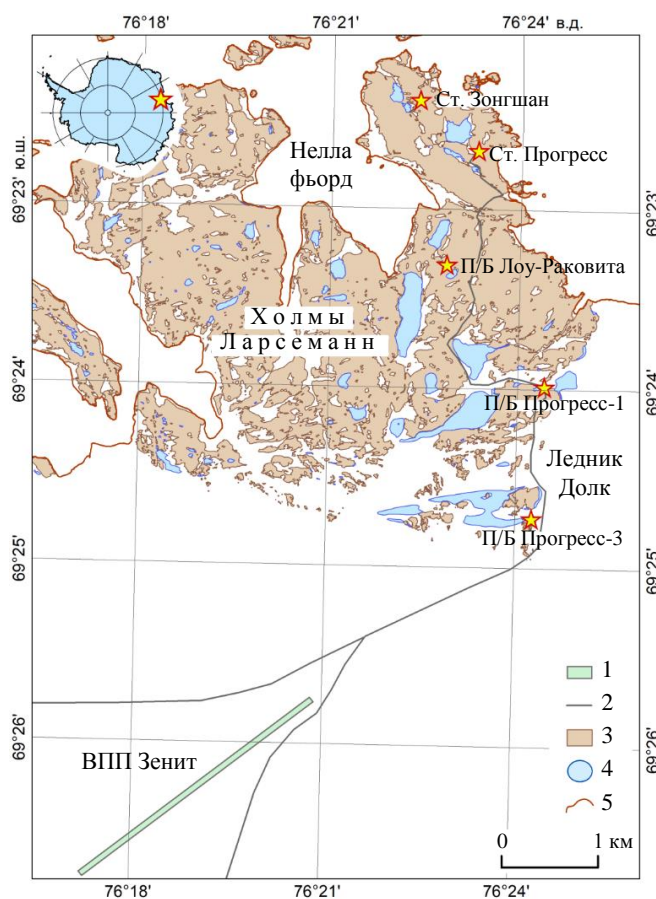 76°18' 76°21' 76°24' в.д.
Ст. Зонгшан
Нелла
фьорд
Ст. Прогресс
69°23' ю.ш.
69°23'
П/Б Лоу-Раковита
Холмы
Ларсеманн
69°24'
69°24'
П/Б Прогресс-1
Ледник
Долк
П/Б Прогресс-3
69°25'
69°25'
1
2
69°26'
69°26'
3
ВПП Зенит
4
5
0 1 км
76°18' 76°21' 76°24'